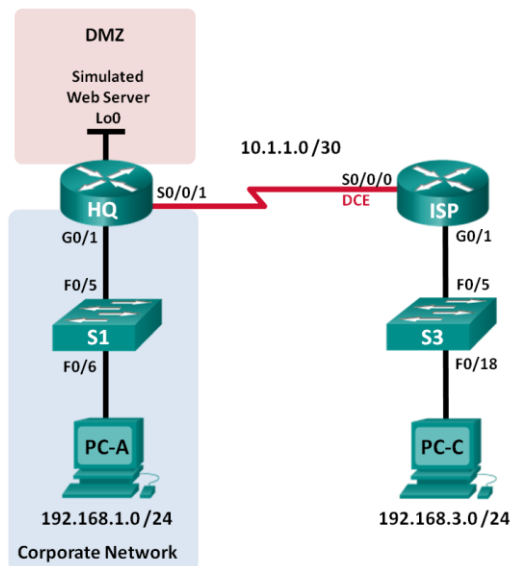 DMZ
Simulated
Web Server
Lo0
10.1.1.0 /30
S0/0/1
S0/0/0
DCE
HQ
ISP
G0/1
G0/1
F0/5
F0/5
S1
S3
F0/6
F0/18
PC-A
PC-C
192.168.1.0 /24
192.168.3.0 /24
Corporate Network